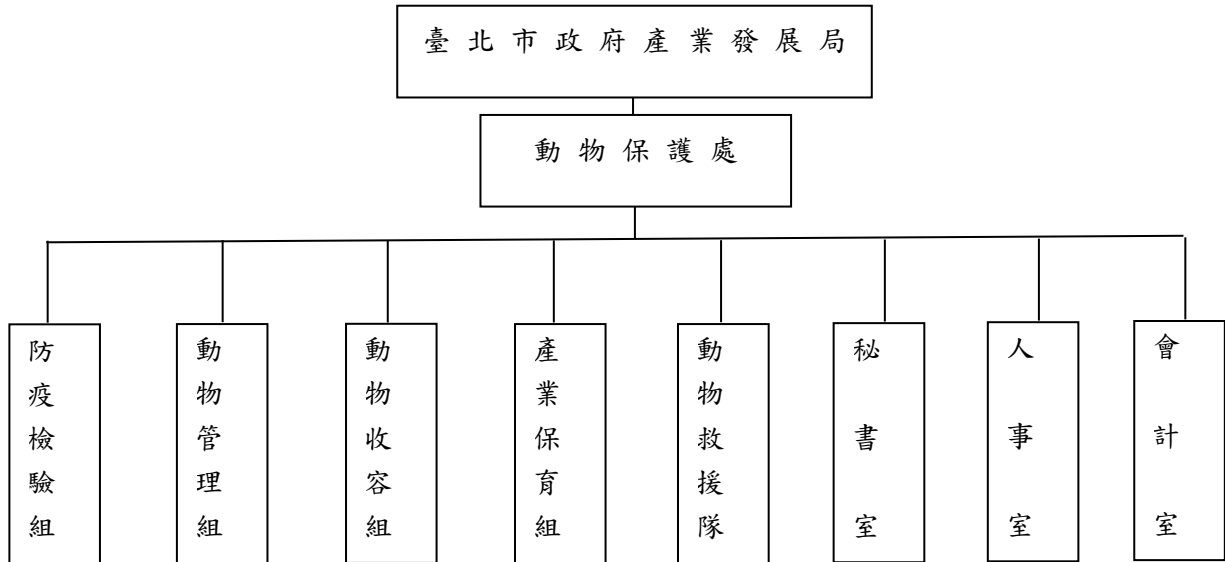 臺北市政府產業發展局
動物保護處
防疫檢驗組
動物管理組
動物收容組
產業保育組
動物救援隊
秘書室
人事室
會計室